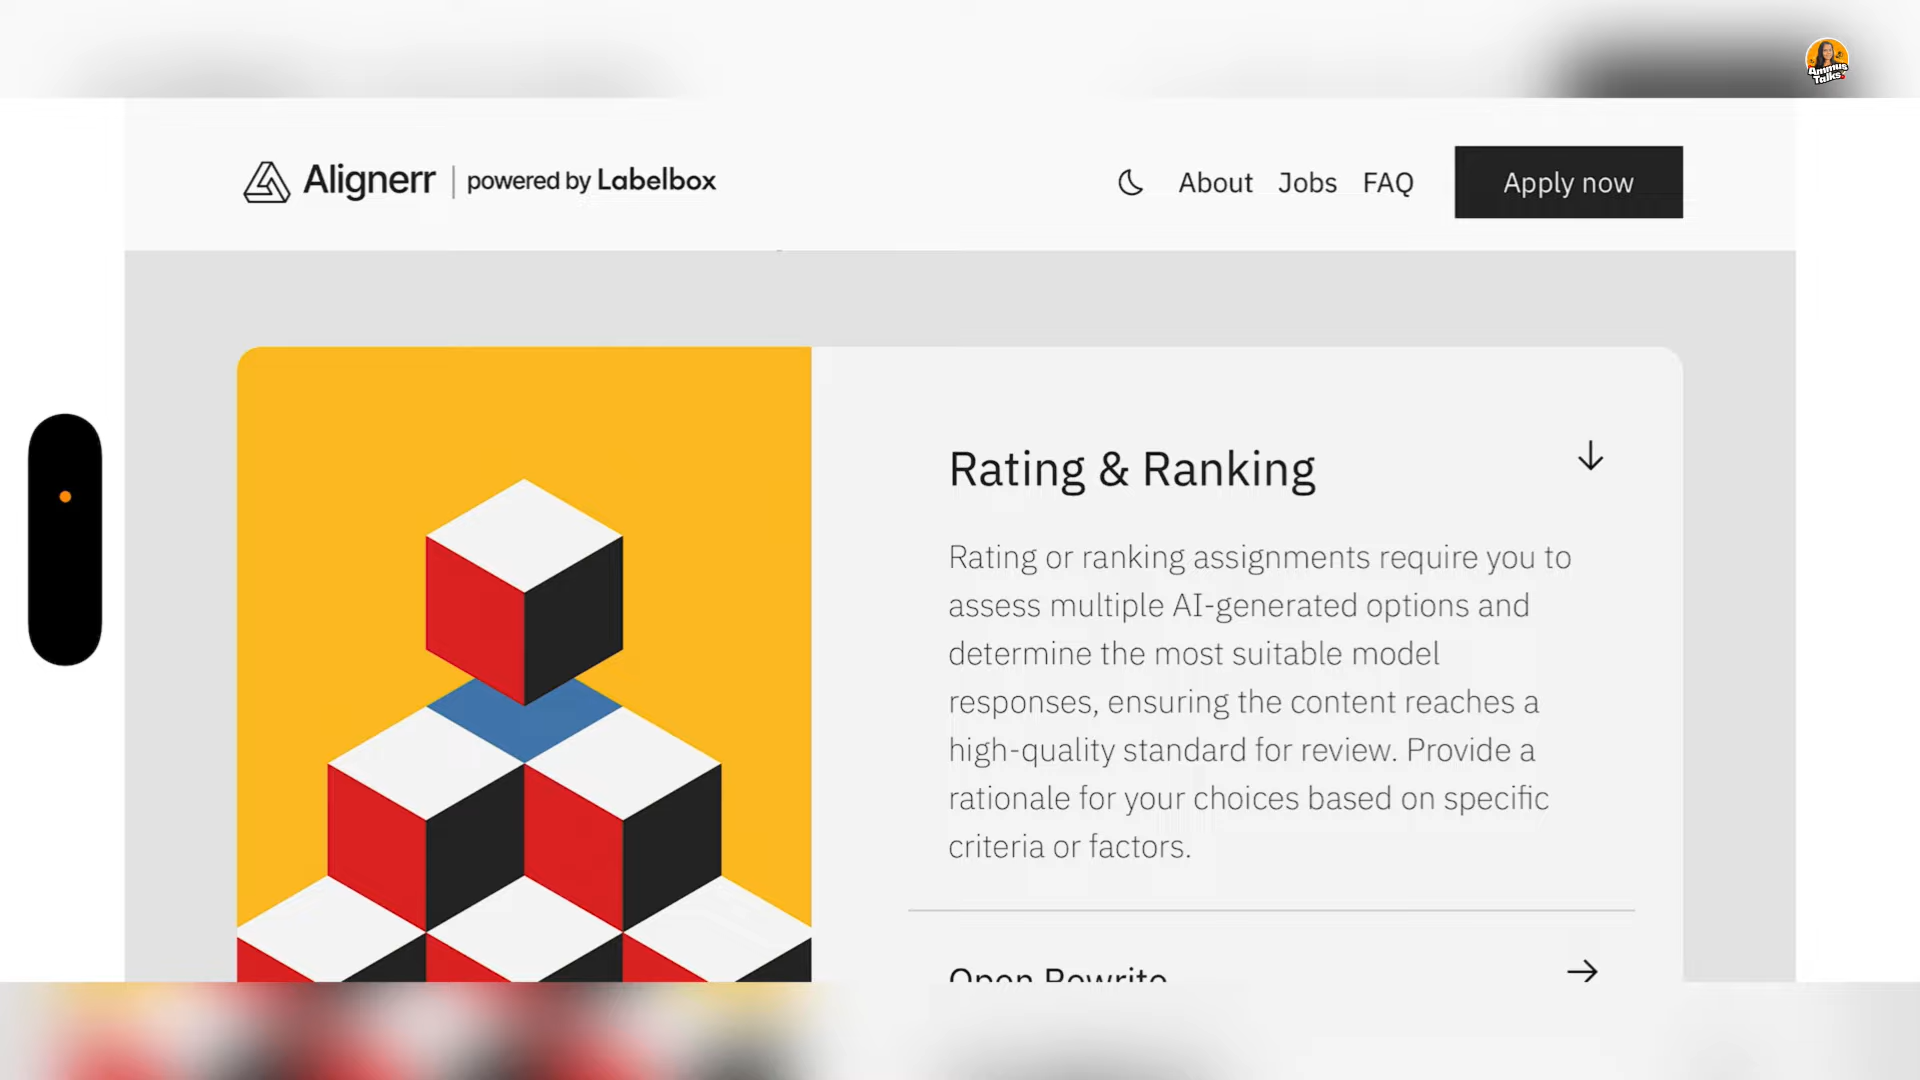 Ammus
Talks
Alignerr | powered by Labelbox
About Jobs FAQ Apply now
Rating & Ranking
Rating or ranking assignments require you to
assess multiple AI-generated options and
determine the most suitable model
responses, ensuring the content reaches a
high-quality standard for review. Provide a
rationale for your choices based on specific
criteria or factors.
Open Rewrite